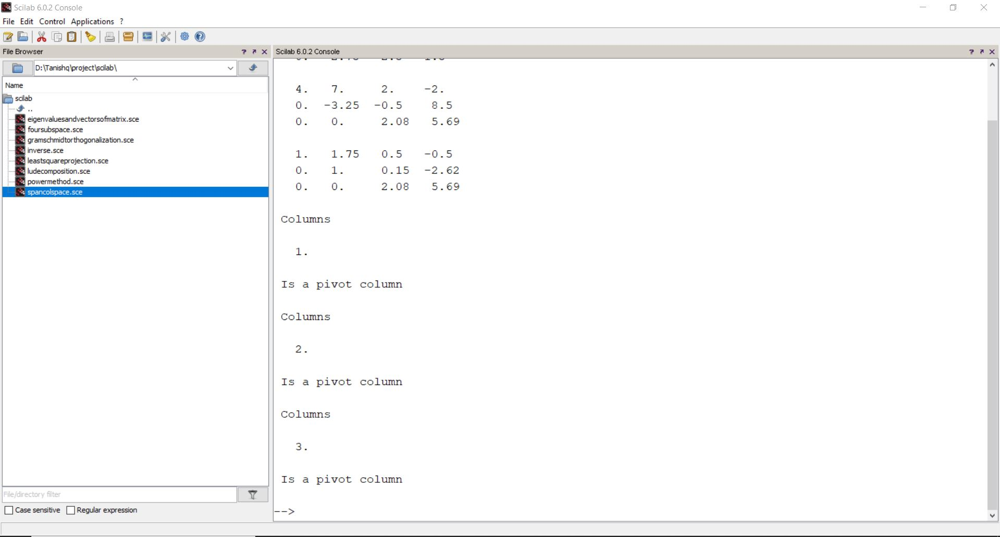 Scilab 6.0.2 Console
File Edit Control Applications ?
File Browser
D:\Tanishq\project\scilab\
Name
scilab
..
eigenvaluesandvectorsofmatrix.sce
foursubspace.sce
gramschmidtorthogonalization.sce
inverse.sce
leastsquareprojection.sce
ludecomposition.sce
powermethod.sce
spancolspace.sce
File/directory filter
Case sensitive Regular expression
Scilab 6.0.2 Console
4. 7. 2. -2.
0. -3.25 -0.5 8.5
0. 0. 2.08 5.69
1. 1.75 0.5 -0.5
0. 1. 0.15 -2.62
0. 0. 2.08 5.69
Columns
1.
Is a pivot column
Columns
2.
Is a pivot column
Columns
3.
Is a pivot column
-->